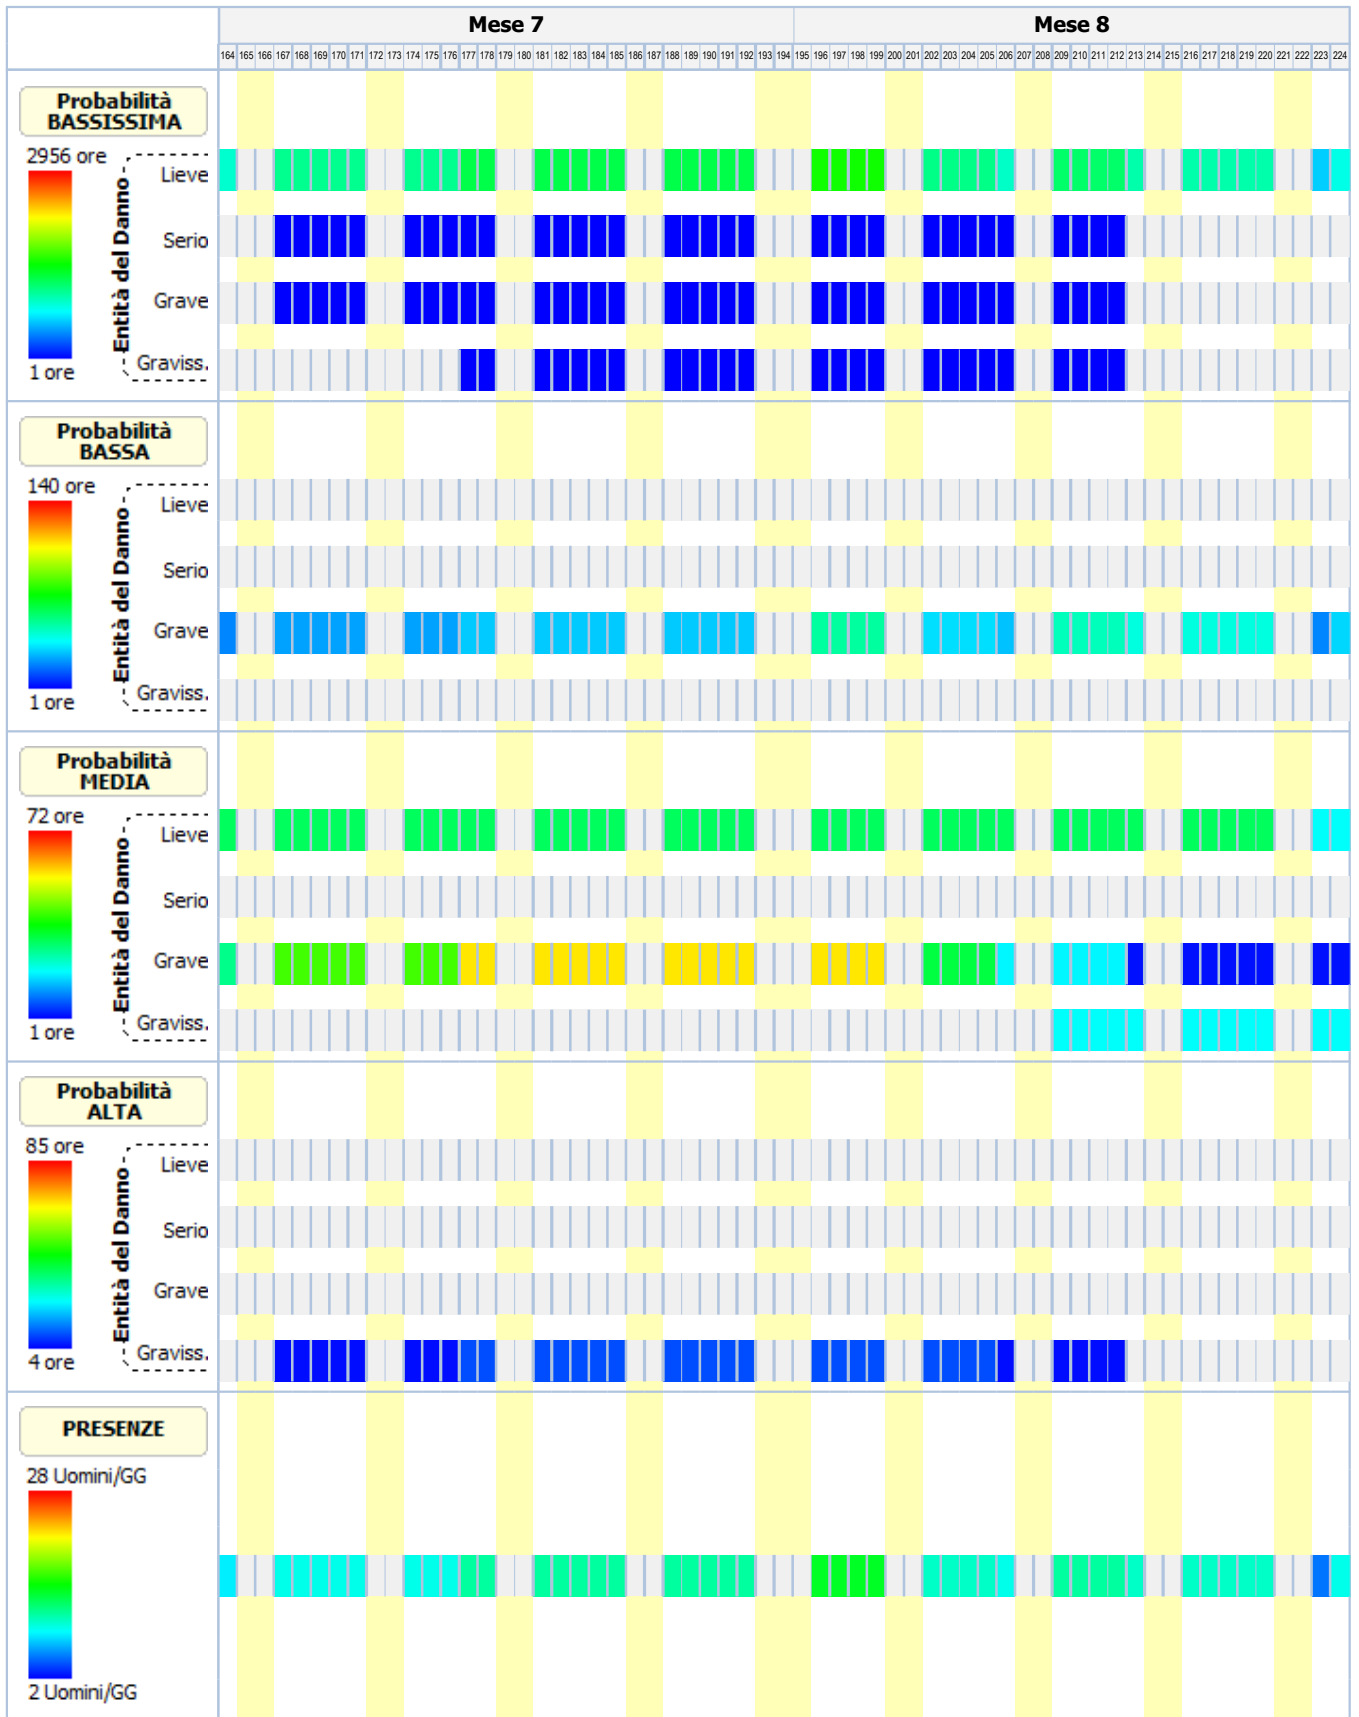 Mese 7 Mese 8
164 165 166 167 168 169 170 171 172 173 174 175 176 177 178 179 180 181 182 183 184 185 186 187 188 189 190 191 192 193 194 195 196 197 198 199 200 201 202 203 204 205 206 207 208 209 210 211 212 213 214 215 216 217 218 219 220 221 222 223 224
Probabilità
BASSISSIMA
2956 ore
Entità del Danno
Lieve
Serio
Grave
Graviss.
1 ore
Probabilità
BASSA
140 ore
Entità del Danno
Lieve
Serio
Grave
Graviss.
1 ore
Probabilità
MEDIA
72 ore
Entità del Danno
Lieve
Serio
Grave
Graviss.
1 ore
Probabilità
ALTA
85 ore
Entità del Danno
Lieve
Serio
Grave
Graviss.
4 ore
PRESENZE
28 Uomini/GG
2 Uomini/GG